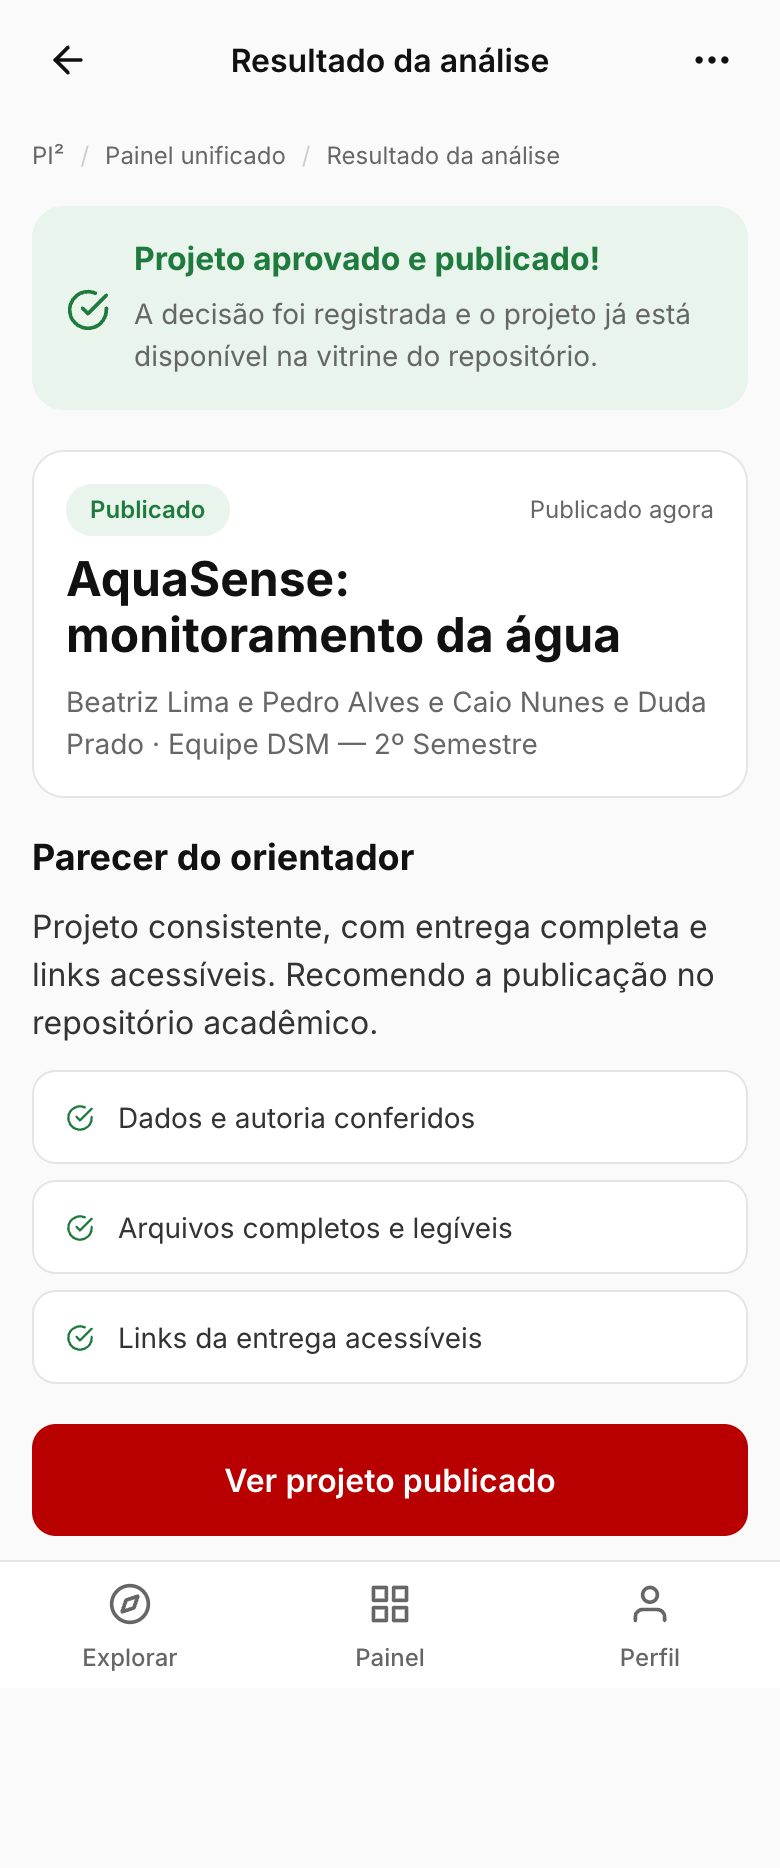 Resultado da análise
PI² / Painel unificado / Resultado da análise
Projeto aprovado e publicado!
A decisão foi registrada e o projeto já está
disponível na vitrine do repositório.
Publicado
Publicado agora
AquaSense:
monitoramento da água
Beatriz Lima e Pedro Alves e Caio Nunes e Duda
Prado · Equipe DSM — 2º Semestre
Parecer do orientador
Projeto consistente, com entrega completa e
links acessíveis. Recomendo a publicação no
repositório acadêmico.
Dados e autoria conferidos
Arquivos completos e legíveis
Links da entrega acessíveis
Ver projeto publicado
Explorar
Painel
Perfil